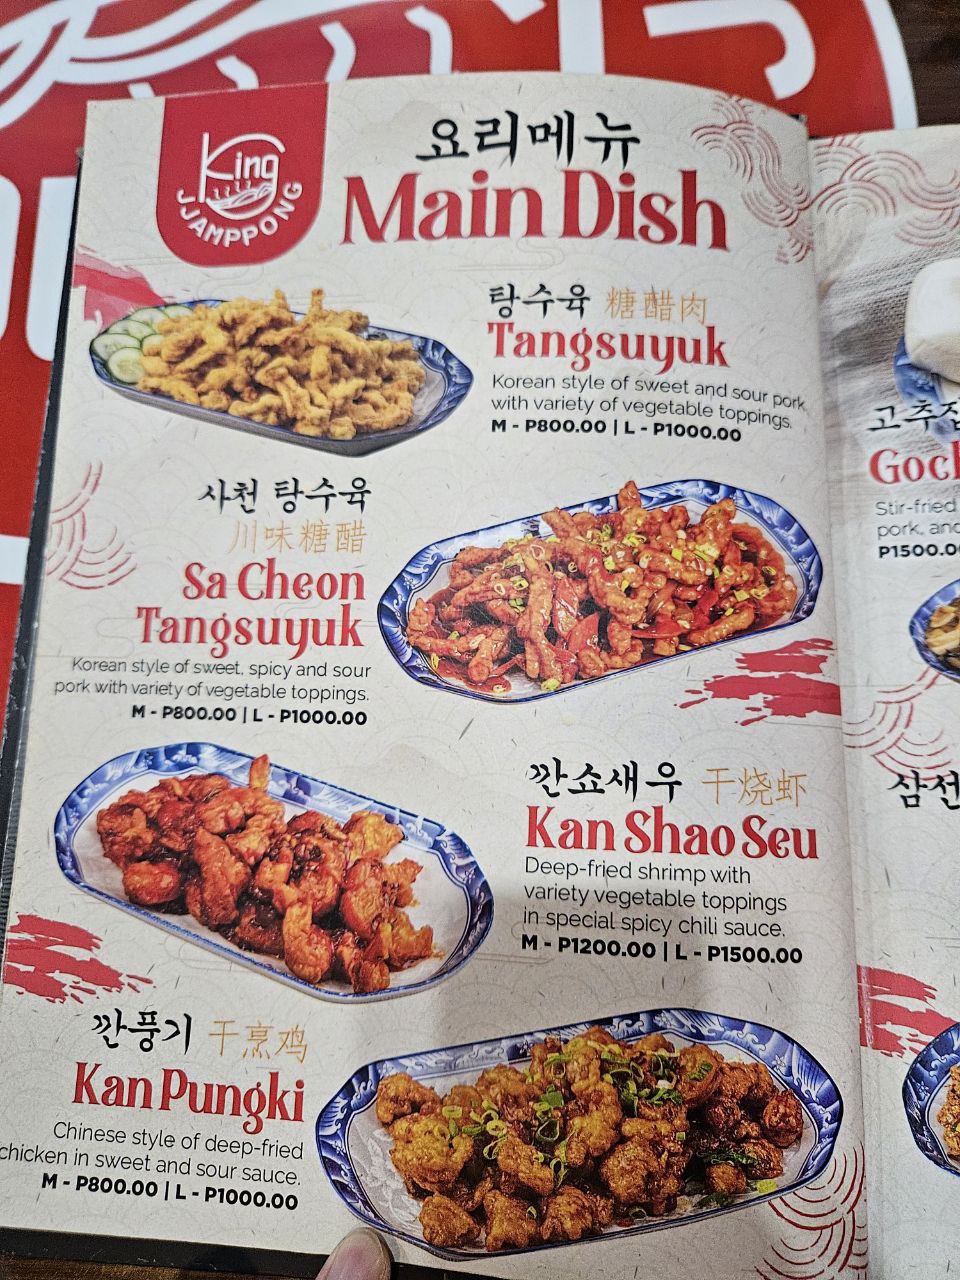 King
JJAMPPONG
요리메뉴
Main Dish
탕수육 糖醋肉
Tangsuyuk
Korean style of sweet and sour pork
with variety of vegetable toppings.
M - P800.00 | L - P1000.00
사천 탕수육
川味糖醋
Sa Cheon
Tangsuyuk
Korean style of sweet, spicy and sour
pork with variety of vegetable toppings.
M - P800.00 | L - P1000.00
깐쇼새우 干烧虾
Kan Shao Seu
Deep-fried shrimp with
variety vegetable toppings
in special spicy chili sauce.
M - P1200.00 | L - P1500.00
깐풍기 干烹鸡
Kan Pungki
Chinese style of deep-fried
chicken in sweet and sour sauce.
M - P800.00 | L - P1000.00
고추
Stir-fried
pork, and
P1500.00
삼선